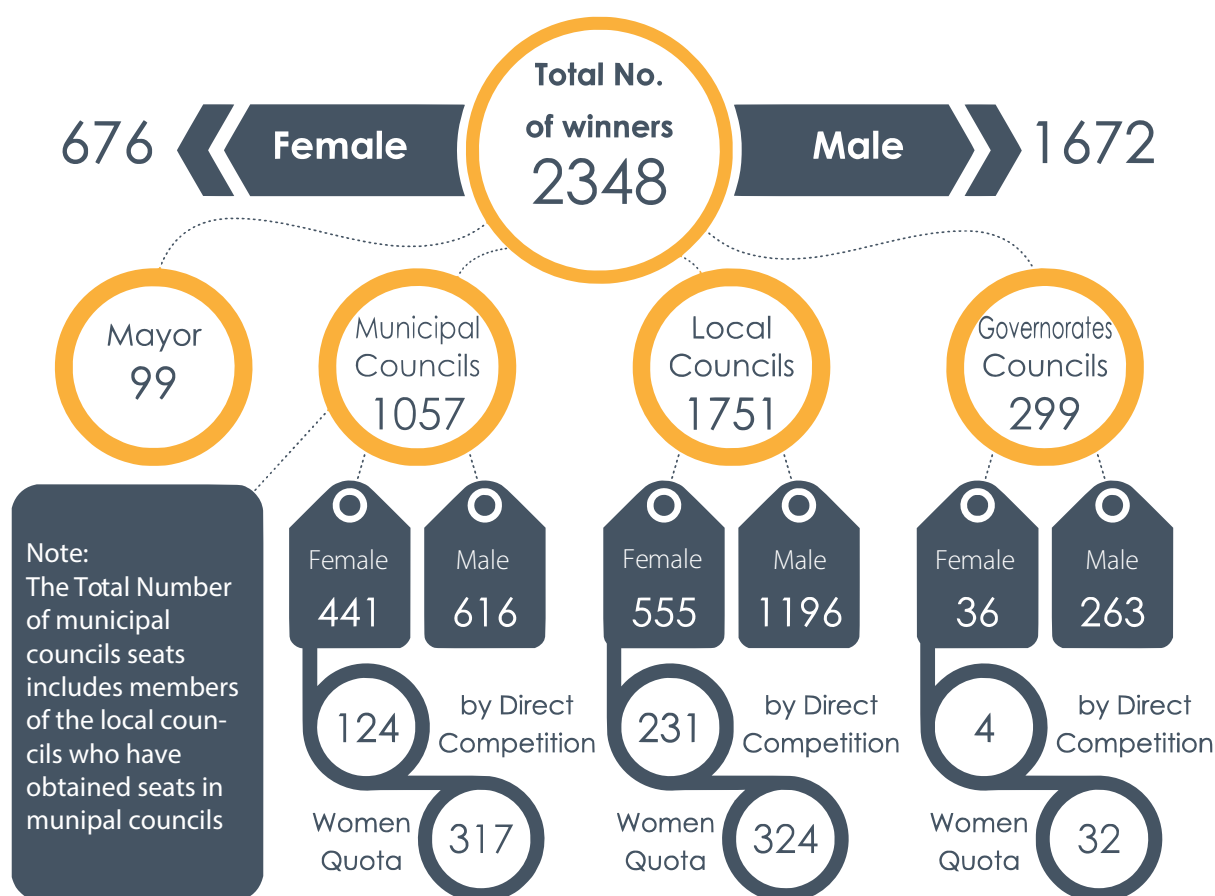 Total No.
of winners
2348
676
Female
Male
1672
Mayor
99
Municipal
Councils
1057
Local
Councils
1751
Governorates
Councils
299
Note:
The Total Number
of municipal
councils seats
includes members
of the local coun-
cils who have
obtained seats in
munipal councils
Female
441
Male
616
124
by Direct
Competition
Women
Quota
317
Female
555
Male
1196
231
by Direct
Competition
Women
Quota
324
Female
36
Male
263
4
by Direct
Competition
Women
Quota
32